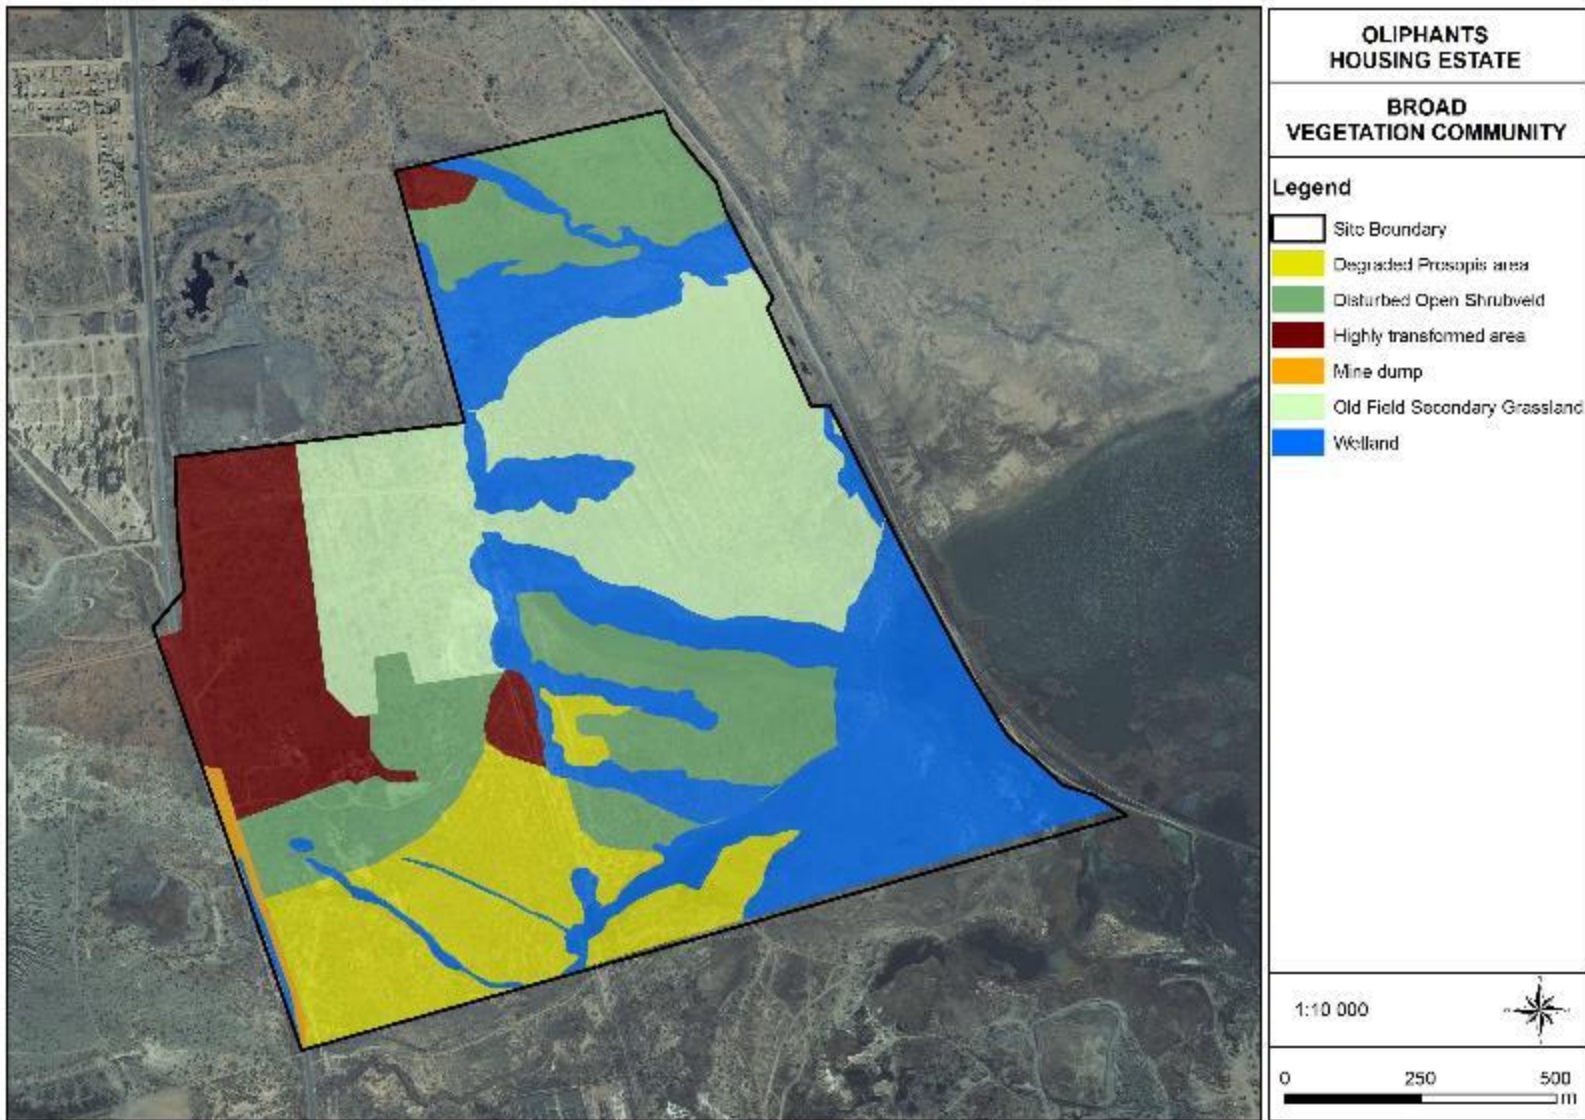 OLIPHANTS
HOUSING ESTATE
BROAD
VEGETATION COMMUNITY
Legend
Site Boundary
Degraded Prosopis area
Disturbed Open Shrubveld
Highly transformed area
Mine dump
Old Field Secondary Grassland
Wetland
1:10 000
0 250 500
m